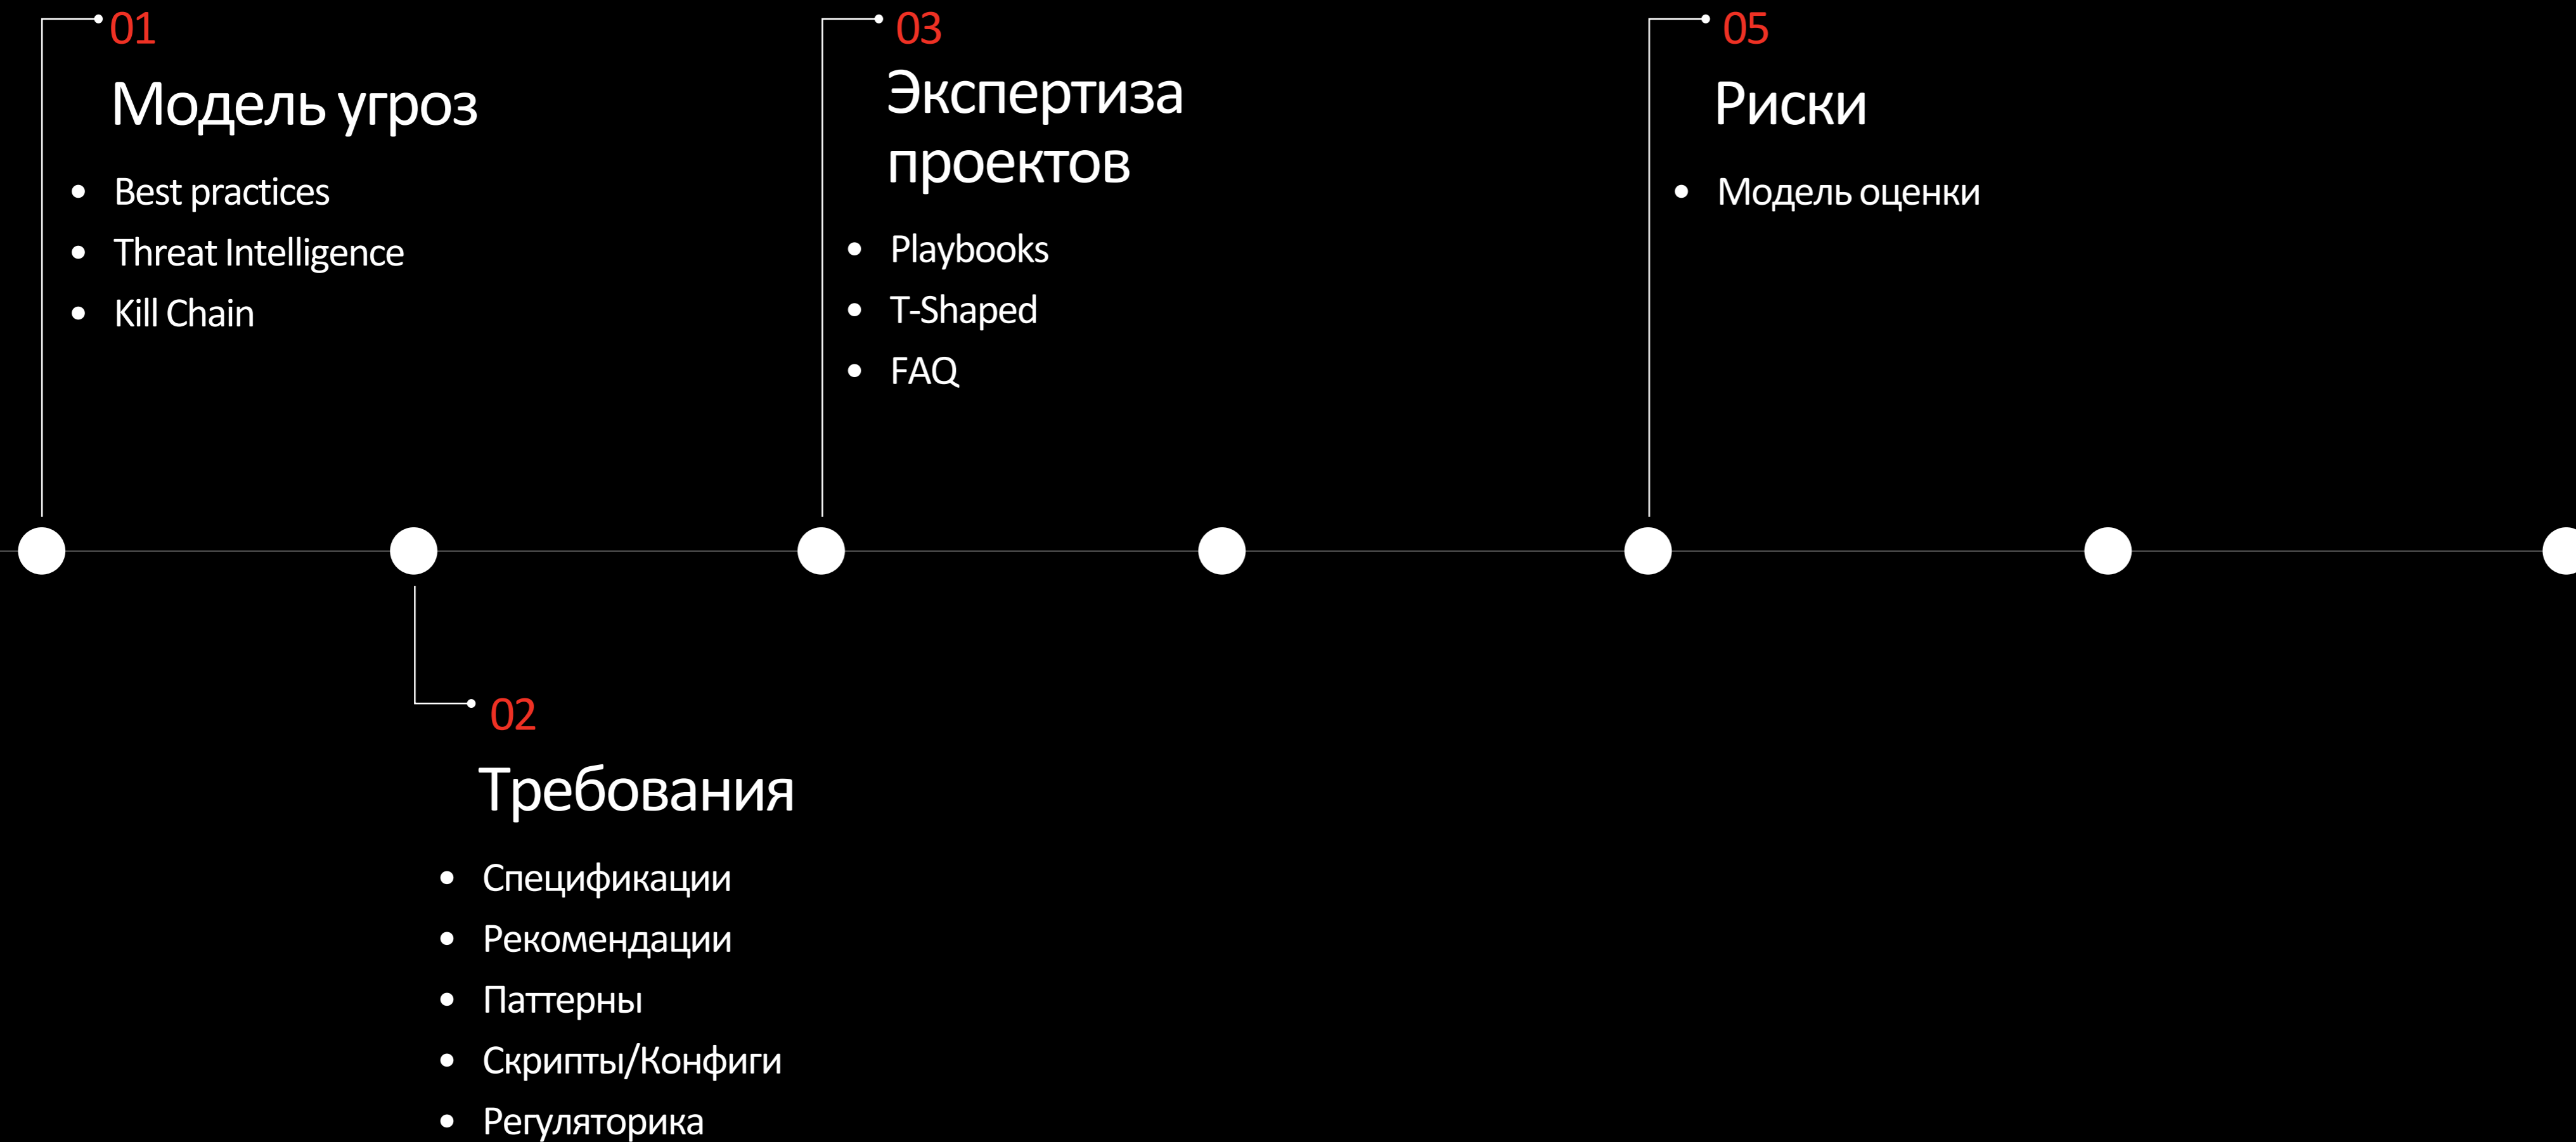 01
Модель угроз
Best practices
Threat Intelligence
Kill Chain
02
Требования
Спецификации
Рекомендации
Паттерны
Скрипты/Конфиги
Регуляторика
03
Экспертиза
проектов
Playbooks
T-Shaped
FAQ
05
Риски
Модель оценки